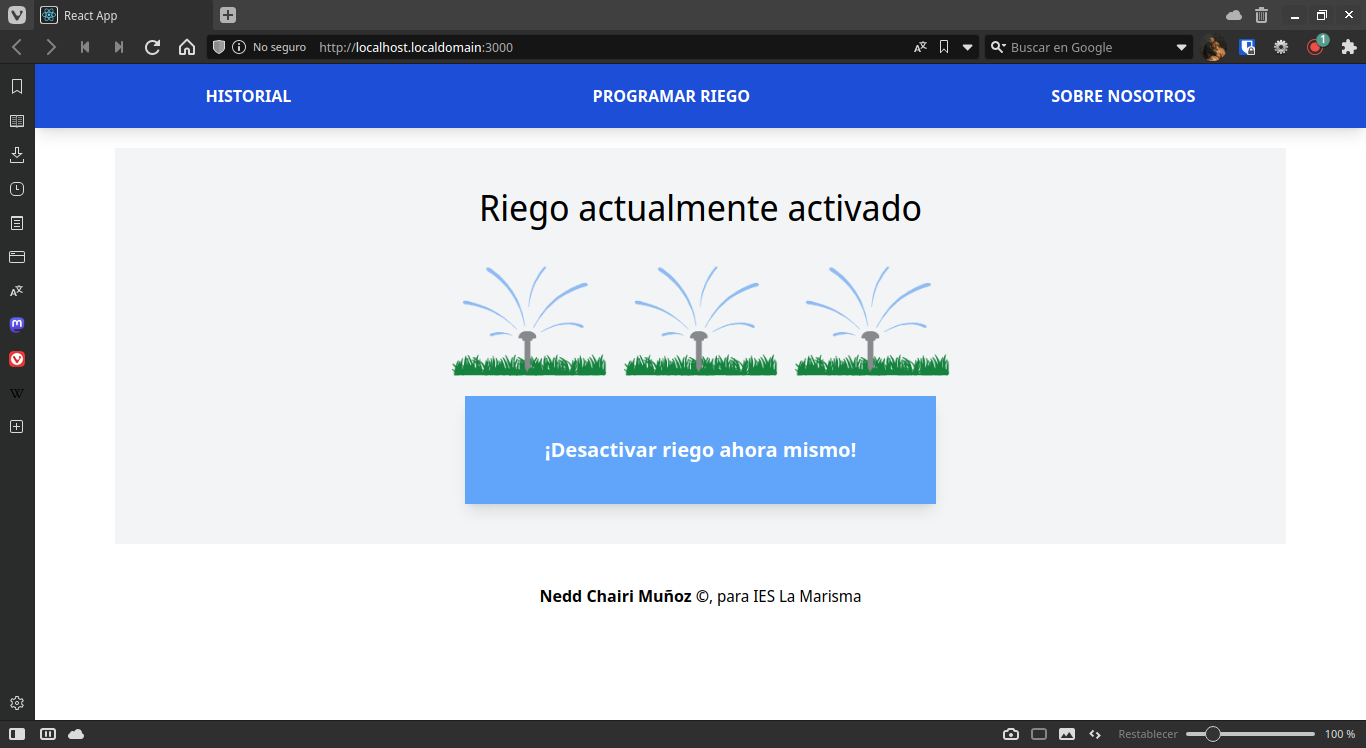 React App
No seguro
http://localhost.localdomain:3000
Buscar en Google
1
HISTORIAL
PROGRAMAR RIEGO
SOBRE NOSOTROS
Riego actualmente activado
¡Desactivar riego ahora mismo!
Nedd Chairi Muñoz ©, para IES La Marisma
Restablecer
100 %